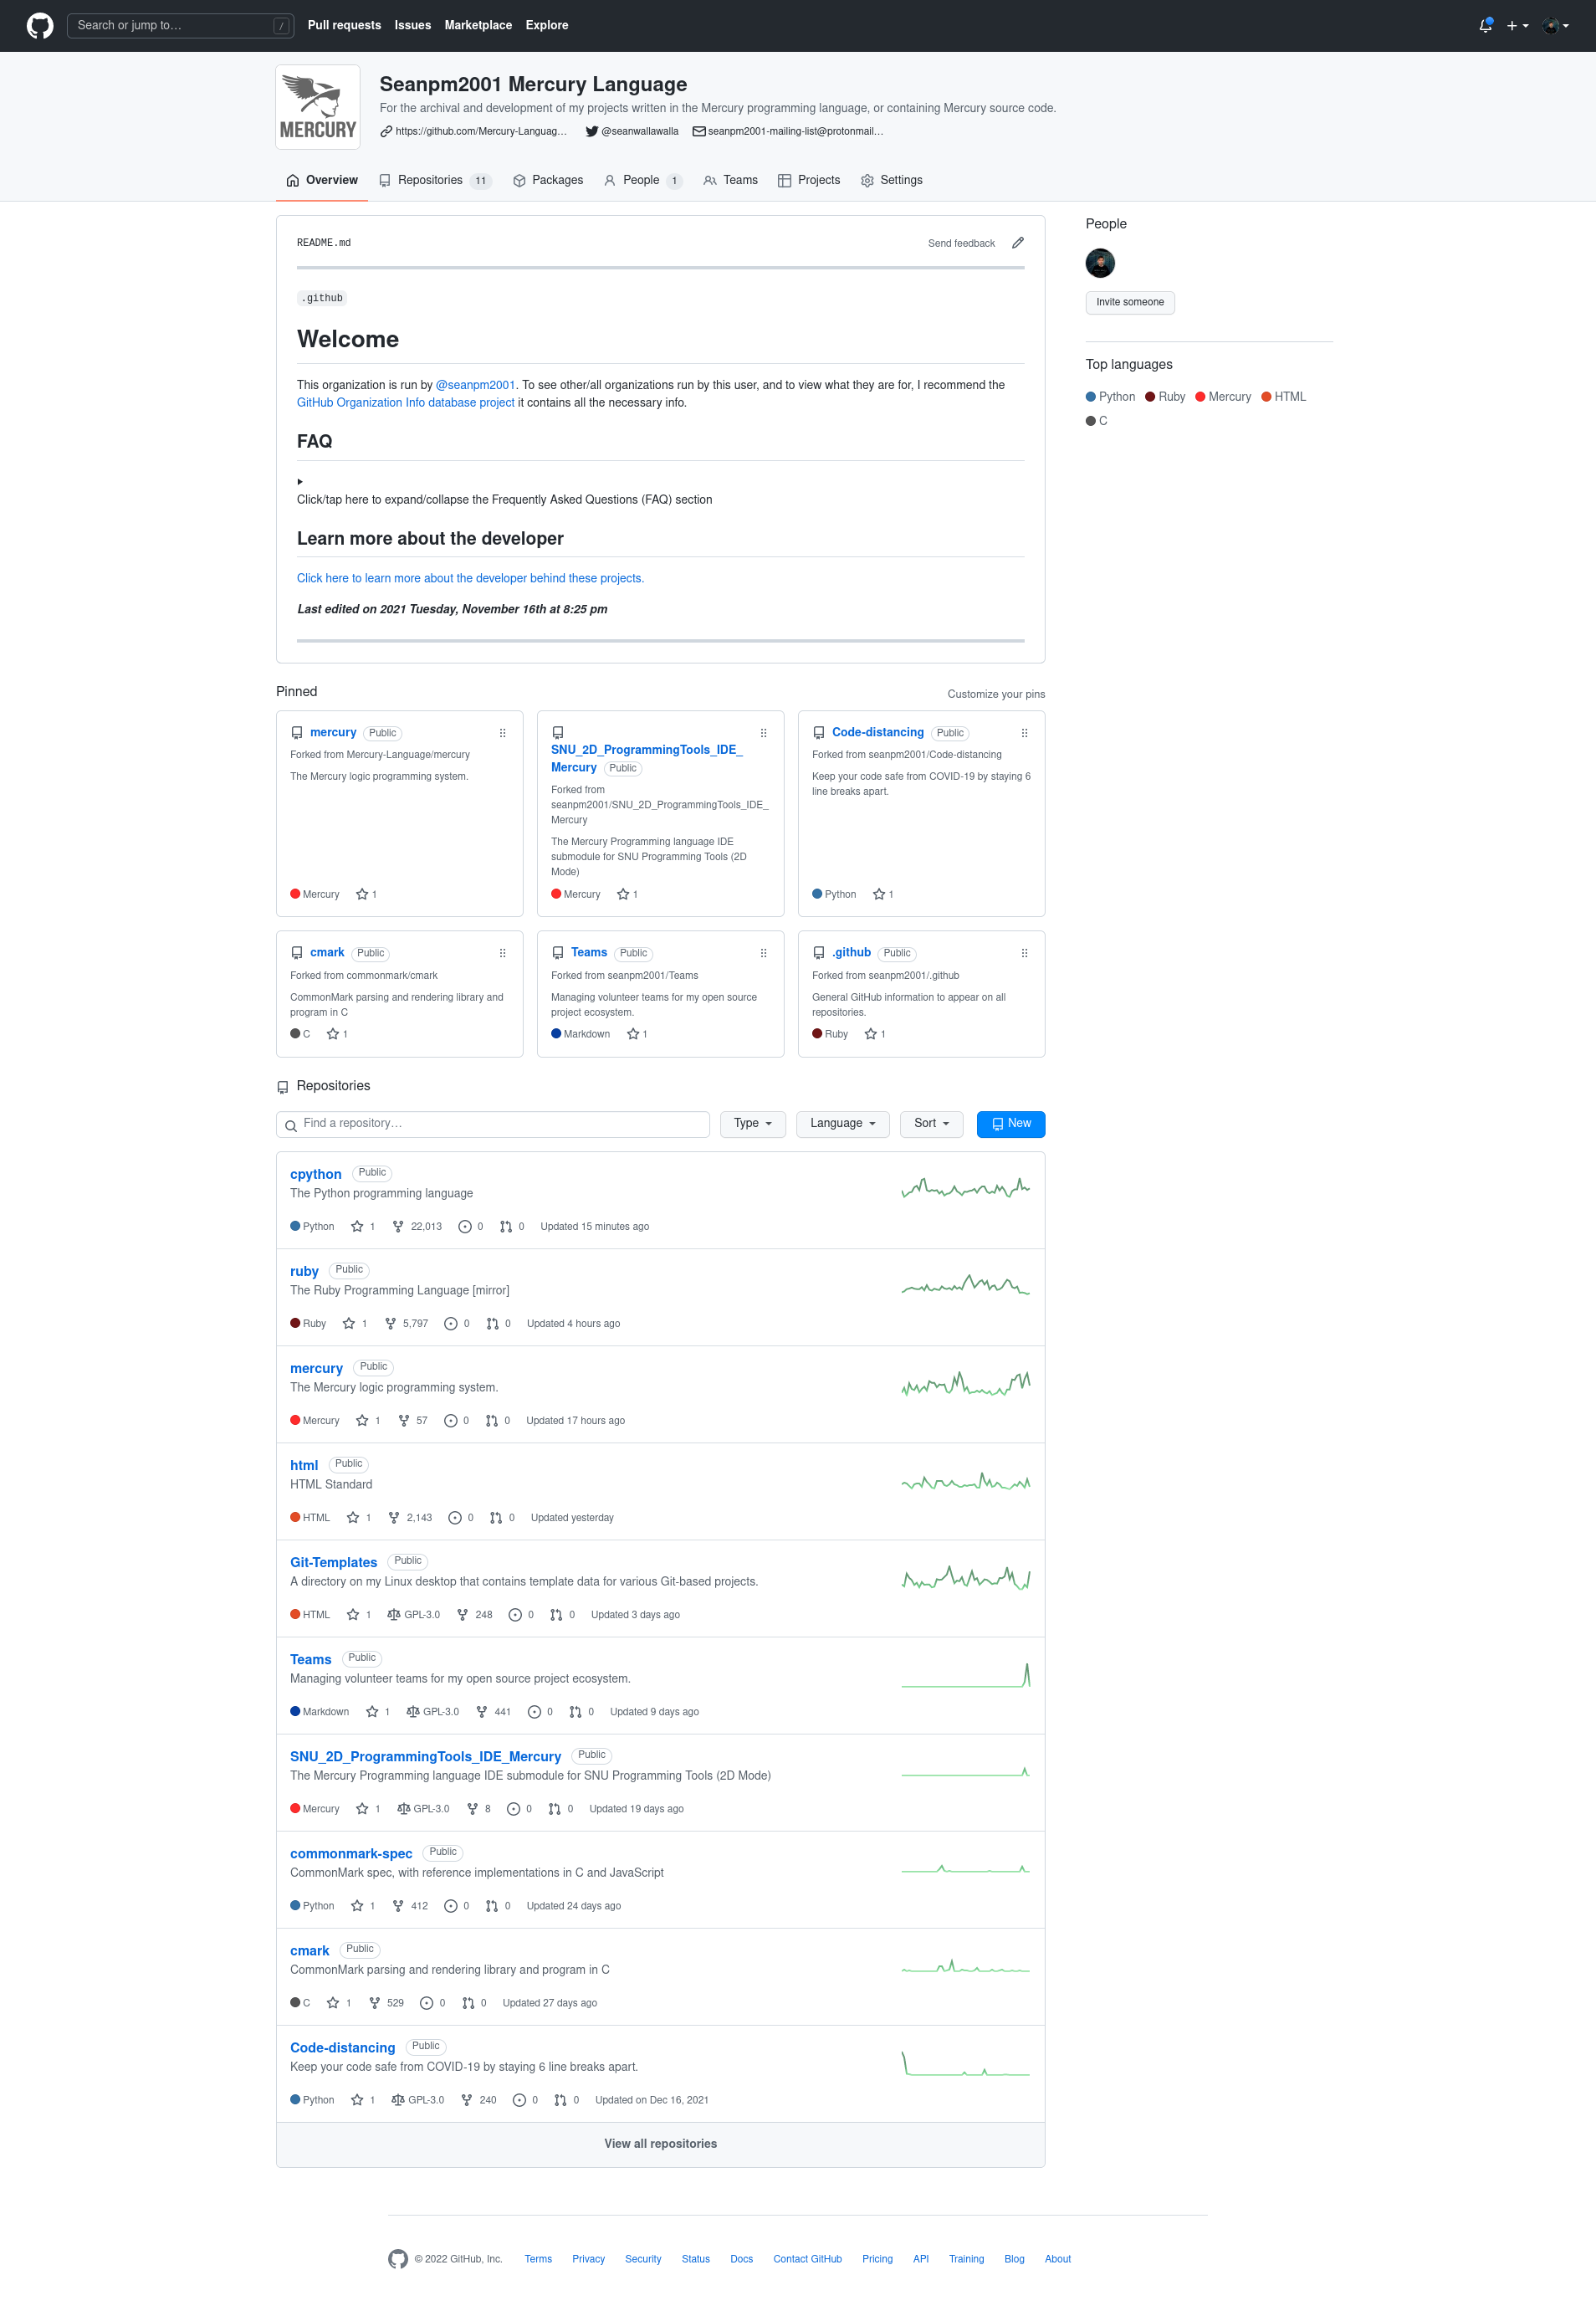 Search or jump to…
/
Pull requests
Issues
Marketplace
Explore
MERCURY
Seanpm2001 Mercury Language
For the archival and development of my projects written in the Mercury programming language, or containing Mercury source code.
https://github.com/Mercury-Languag…
@seanwallawalla
seanpm2001-mailing-list@protonmail…
Overview
Repositories 11
Packages
People 1
Teams
Projects
Settings
README.md
Send feedback
.github
Welcome
This organization is run by @seanpm2001. To see other/all organizations run by this user, and to view what they are for, I recommend the
GitHub Organization Info database project it contains all the necessary info.
FAQ
Click/tap here to expand/collapse the Frequently Asked Questions (FAQ) section
Learn more about the developer
Click here to learn more about the developer behind these projects.
Last edited on 2021 Tuesday, November 16th at 8:25 pm
People
Invite someone
Top languages
Python Ruby Mercury HTML
C
Pinned
Customize your pins
mercury Public
Forked from Mercury-Language/mercury
The Mercury logic programming system.
Mercury 1
SNU_2D_ProgrammingTools_IDE_
Mercury Public
Forked from
seanpm2001/SNU_2D_ProgrammingTools_IDE_
Mercury
The Mercury Programming language IDE
submodule for SNU Programming Tools (2D
Mode)
Mercury 1
Code-distancing Public
Forked from seanpm2001/Code-distancing
Keep your code safe from COVID-19 by staying 6
line breaks apart.
Python 1
cmark Public
Forked from commonmark/cmark
CommonMark parsing and rendering library and
program in C
C 1
Teams Public
Forked from seanpm2001/Teams
Managing volunteer teams for my open source
project ecosystem.
Markdown 1
.github Public
Forked from seanpm2001/.github
General GitHub information to appear on all
repositories.
Ruby 1
Repositories
Find a repository…
Type
Language
Sort
New
cpython Public
The Python programming language
Python 1 22,013 0 0 Updated 15 minutes ago
ruby Public
The Ruby Programming Language [mirror]
Ruby 1 5,797 0 0 Updated 4 hours ago
mercury Public
The Mercury logic programming system.
Mercury 1 57 0 0 Updated 17 hours ago
html Public
HTML Standard
HTML 1 2,143 0 0 Updated yesterday
Git-Templates Public
A directory on my Linux desktop that contains template data for various Git-based projects.
HTML 1 GPL-3.0 248 0 0 Updated 3 days ago
Teams Public
Managing volunteer teams for my open source project ecosystem.
Markdown 1 GPL-3.0 441 0 0 Updated 9 days ago
SNU_2D_ProgrammingTools_IDE_Mercury Public
The Mercury Programming language IDE submodule for SNU Programming Tools (2D Mode)
Mercury 1 GPL-3.0 8 0 0 Updated 19 days ago
commonmark-spec Public
CommonMark spec, with reference implementations in C and JavaScript
Python 1 412 0 0 Updated 24 days ago
cmark Public
CommonMark parsing and rendering library and program in C
C 1 529 0 0 Updated 27 days ago
Code-distancing Public
Keep your code safe from COVID-19 by staying 6 line breaks apart.
Python 1 GPL-3.0 240 0 0 Updated on Dec 16, 2021
View all repositories
© 2022 GitHub, Inc.
Terms
Privacy
Security
Status
Docs
Contact GitHub
Pricing
API
Training
Blog
About